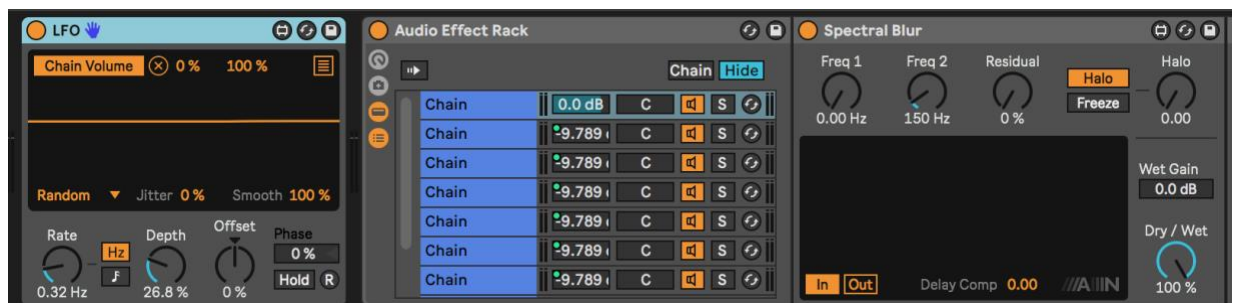 LFO
Chain Volume 0 % 100 %
Random Jitter 0 % Smooth 100 %
Rate
Hz
0.32 Hz
Depth
26.8 %
Offset
0 %
Phase
0 %
Hold R
Audio Effect Rack
Chain Hide
Chain 0.0 dB C S
Chain -9.789 C S
Chain -9.789 C S
Chain -9.789 C S
Chain -9.789 C S
Chain -9.789 C S
Chain -9.789 C S
Spectral Blur
Freq 1
0.00 Hz
Freq 2
150 Hz
Residual
0 %
Halo
Freeze
Halo
0.00
Wet Gain
0.0 dB
Dry / Wet
100 %
In Out Delay Comp 0.00